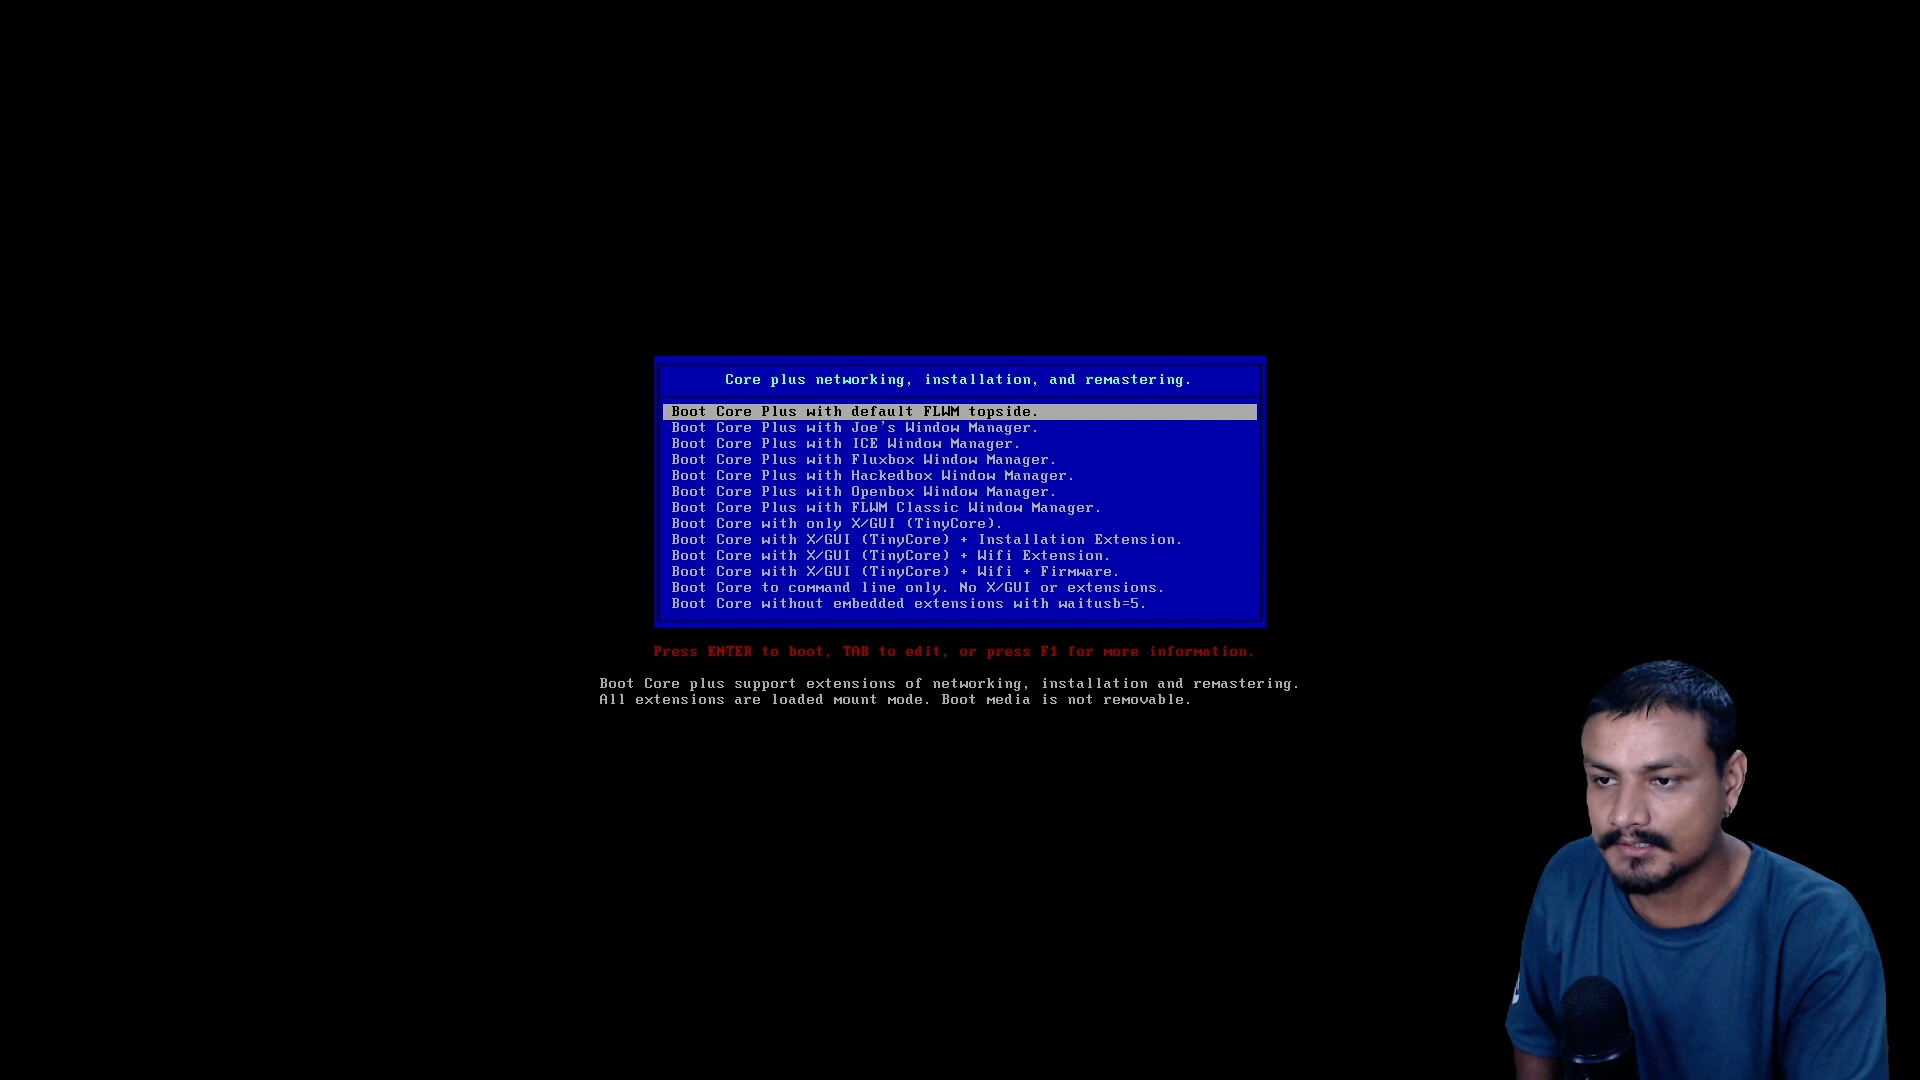 Core plus networking, installation, and remastering.
Boot Core Plus with default FLWM topside.
Boot Core Plus with Joe's Window Manager.
Boot Core Plus with ICE Window Manager.
Boot Core Plus with Fluxbox Window Manager.
Boot Core Plus with Hackedbox Window Manager.
Boot Core Plus with Openbox Window Manager.
Boot Core Plus with FLWM Classic Window Manager.
Boot Core with only X/GUI (TinyCore).
Boot Core with X/GUI (TinyCore) + Installation Extension.
Boot Core with X/GUI (TinyCore) + Wifi Extension.
Boot Core with X/GUI (TinyCore) + Wifi + Firmware.
Boot Core to command line only. No X/GUI or extensions.
Boot Core without embedded extensions with waitusb=5.
Press ENTER to boot, TAB to edit, or press F1 for more information.
Boot Core plus support extensions of networking, installation and remastering.
All extensions are loaded mount mode. Boot media is not removable.